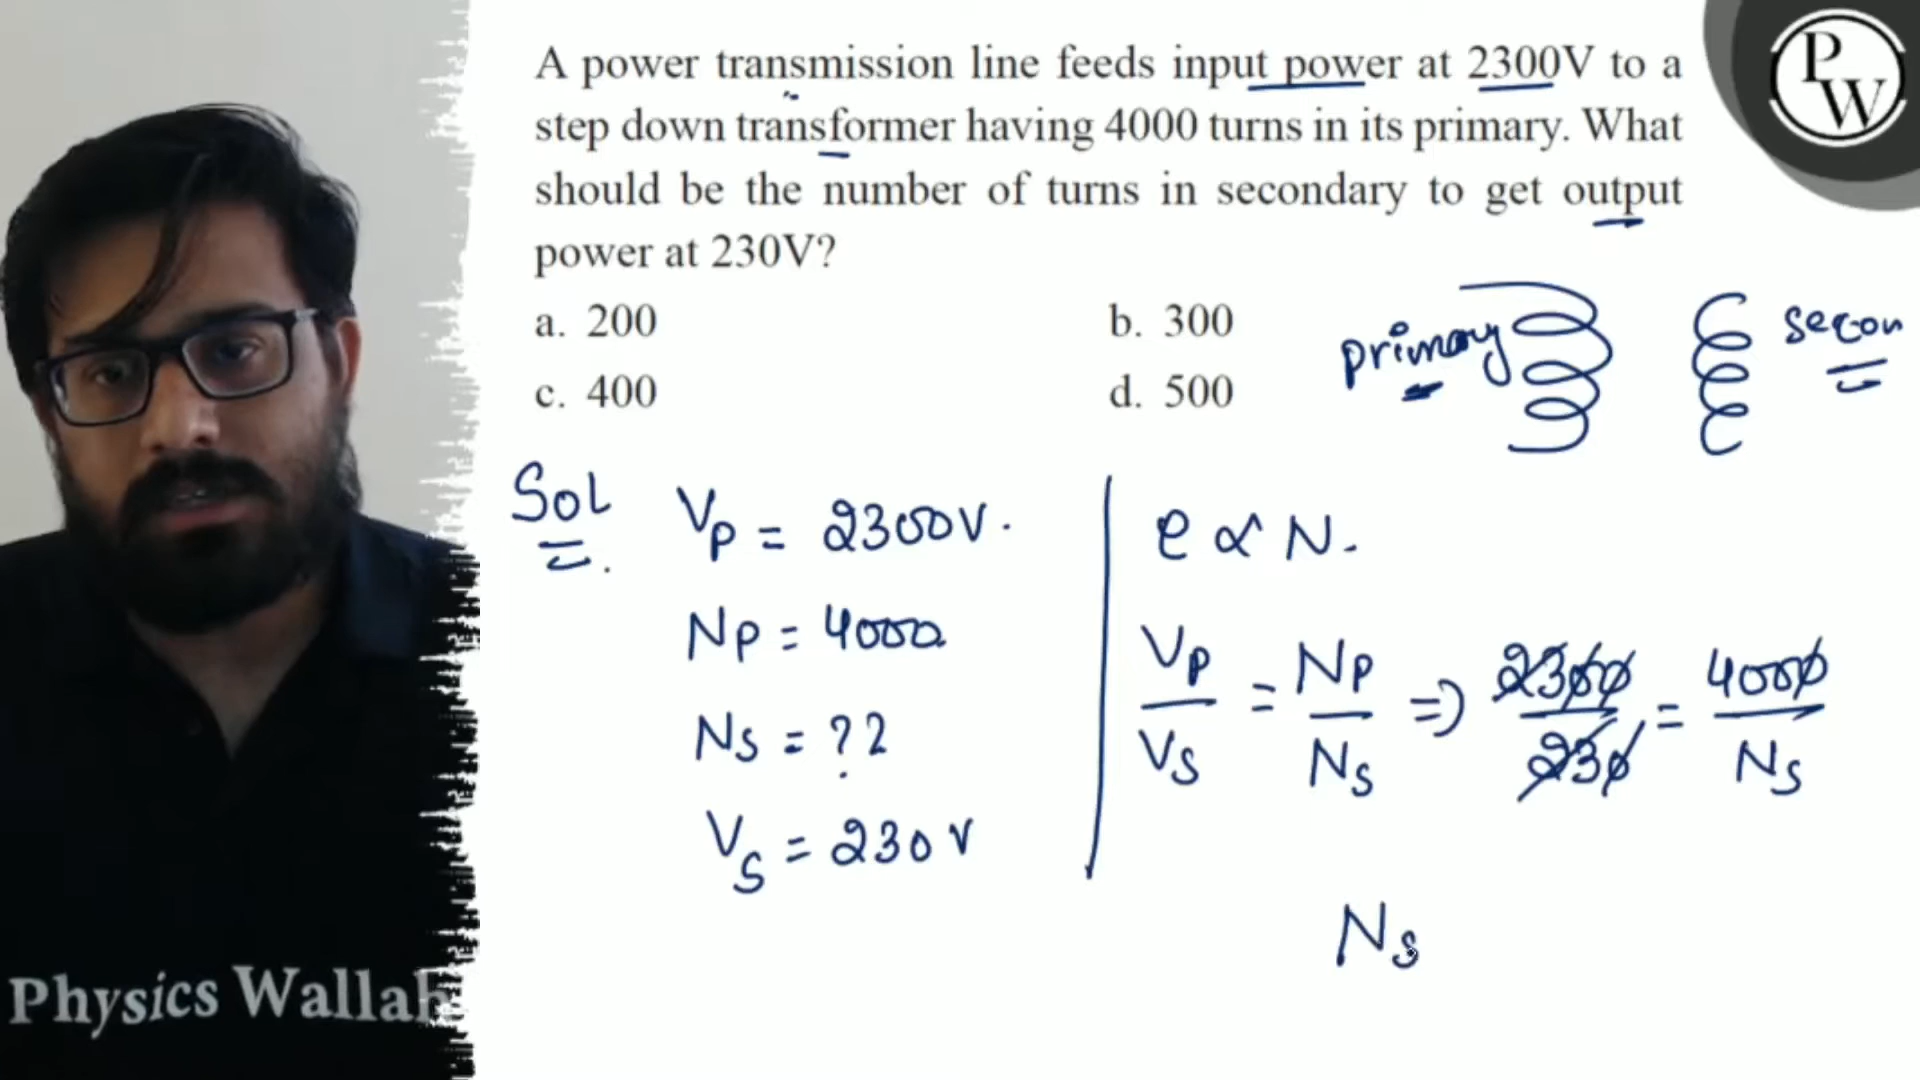 A power transmission line feeds input power at 2300V to a
step down transformer having 4000 turns in its primary. What
should be the number of turns in secondary to get output
power at 230V?
a. 200
b. 300
c. 400
d. 500
primary
secon
Sol
Vp = 2300V.
Np = 4000
Ns = ??
Vs = 230V
e ∝ N.
Vp/Vs = Np/Ns => 2300/230 = 4000/Ns
Ns
PW
Physics Wallah